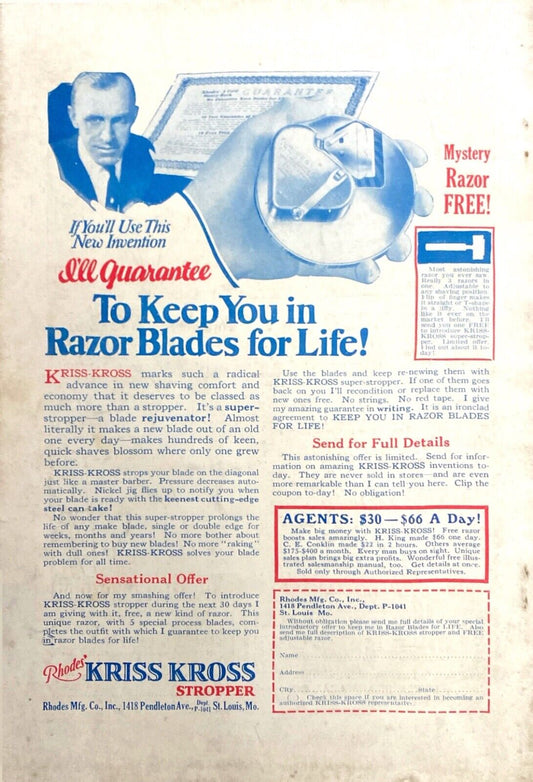 Rhodes' 4 Fold
Money-Back
GUARANTEE
Mystery
Razor
FREE!
If You'll Use This
New Invention
I'll Guarantee
To Keep You in
Razor Blades for Life!
Most astonishing
razor you ever saw.
Really 3 razors in
one. Adjustable to
any shaving position.
Flip of finger makes
it straight or T-shape
in a jiffy. Nothing
like it ever on the
market before. I'll
send you one FREE
to introduce KRISS-
KROSS super-strop-
per. Limited offer.
Find out about it to-
day!
KRISS-KROSS marks such a radical
advance in new shaving comfort and
economy that it deserves to be classed as
much more than a stropper. It's a super-
stropper—a blade rejuvenator! Almost
literally it makes a new blade out of an old
one every day—makes hundreds of keen,
quick shaves blossom where only one grew
before.
KRISS-KROSS strops your blade on the diagonal
just like a master barber. Pressure decreases auto-
matically. Nickel jig flies up to notify you when
your blade is ready with the keenest cutting-edge
steel can take!
No wonder that this super-stropper prolongs the
life of any make blade, single or double edge for
weeks, months and years! No more bother about
remembering to buy new blades! No more "raking"
with dull ones! KRISS-KROSS solves your blade
problem for all time.
Sensational Offer
And now for my smashing offer! To introduce
KRISS-KROSS stropper during the next 30 days I
am giving with it, free, a new kind of razor. This
unique razor, with 5 special process blades, com-
pletes the outfit with which I guarantee to keep you
in razor blades for life!
Rhodes' KRISS KROSS
STROPPER
Rhodes Mfg. Co., Inc., 1418 Pendleton Ave., Dept. P-1041 St. Louis, Mo.
Use the blades and keep re-newing them with
KRISS-KROSS super-stropper. If one of them goes
back on you I'll recondition or replace them with
new ones free. No strings. No red tape. I give
my amazing guarantee in writing. It is an ironclad
agreement to KEEP YOU IN RAZOR BLADES
FOR LIFE!
Send for Full Details
This astonishing offer is limited. Send for infor-
mation on amazing KRISS-KROSS inventions to-
day. They are never sold in stores—and are even
more remarkable than I can tell you here. Clip the
coupon to-day! No obligation!
AGENTS: $30—$66 A Day!
Make big money with KRISS-KROSS! Free razor
boosts sales amazingly. H. King made $66 one day.
C. E. Conklin made $22 in 2 hours. Others average
$175-$400 a month. Every man buys on sight. Unique
sales plan brings big extra profits. Wonderful free illus-
trated salesmanship manual, too. Get details at once.
Sold only through Authorized Representatives.
Rhodes Mfg. Co., Inc.,
1418 Pendleton Ave., Dept. P-1041
St. Louis Mo.
Without obligation please send me full details of your special
introductory offer to keep me in Razor Blades for LIFE. Also
send me full description of KRISS-KROSS stropper and FREE
adjustable razor.
Name
Address
City State
( ) Check this space if you are interested in becoming an
authorized KRISS-KROSS representative.